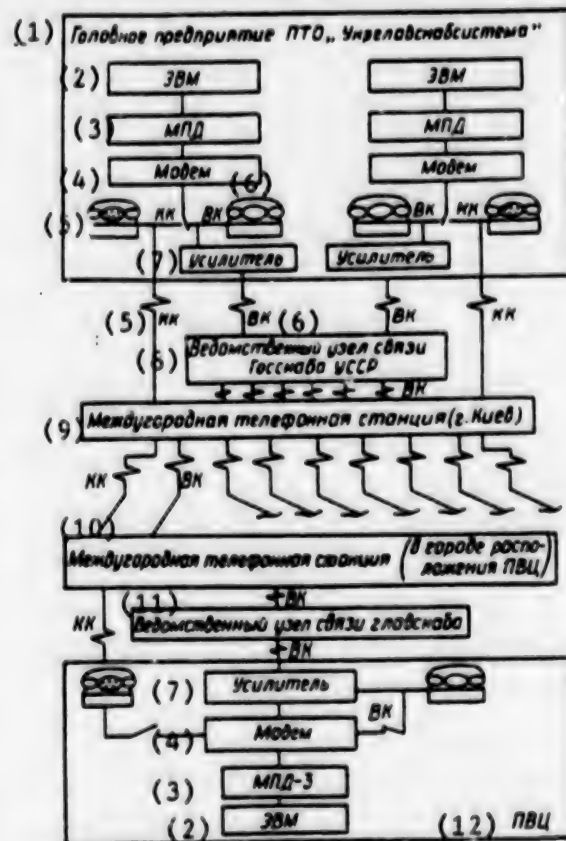 (1) Головное предприятие ПТО „Укрглавснабсистема"
(2) ЭВМ ЭВМ
(3) МПД МПД
(4) Модем (6) Модем
(5) КК ВК ВК КК
(7) Усилитель Усилитель
(5) КК ВК (6) ВК КК
(8) Ведомственный узел связи
Госснаба УССР
ВК
(9) Междугородная телефонная станция (г. Киев)
КК ВК
(10)
Междугородная телефонная станция (в городе распо-
ложения ПВЦ)
(11) ВК
КК Ведомственный узел связи главснаба
ВК
(7) Усилитель
ВК
(4) Модем
(3) МПД-3
(2) ЭВМ (12) ПВЦ